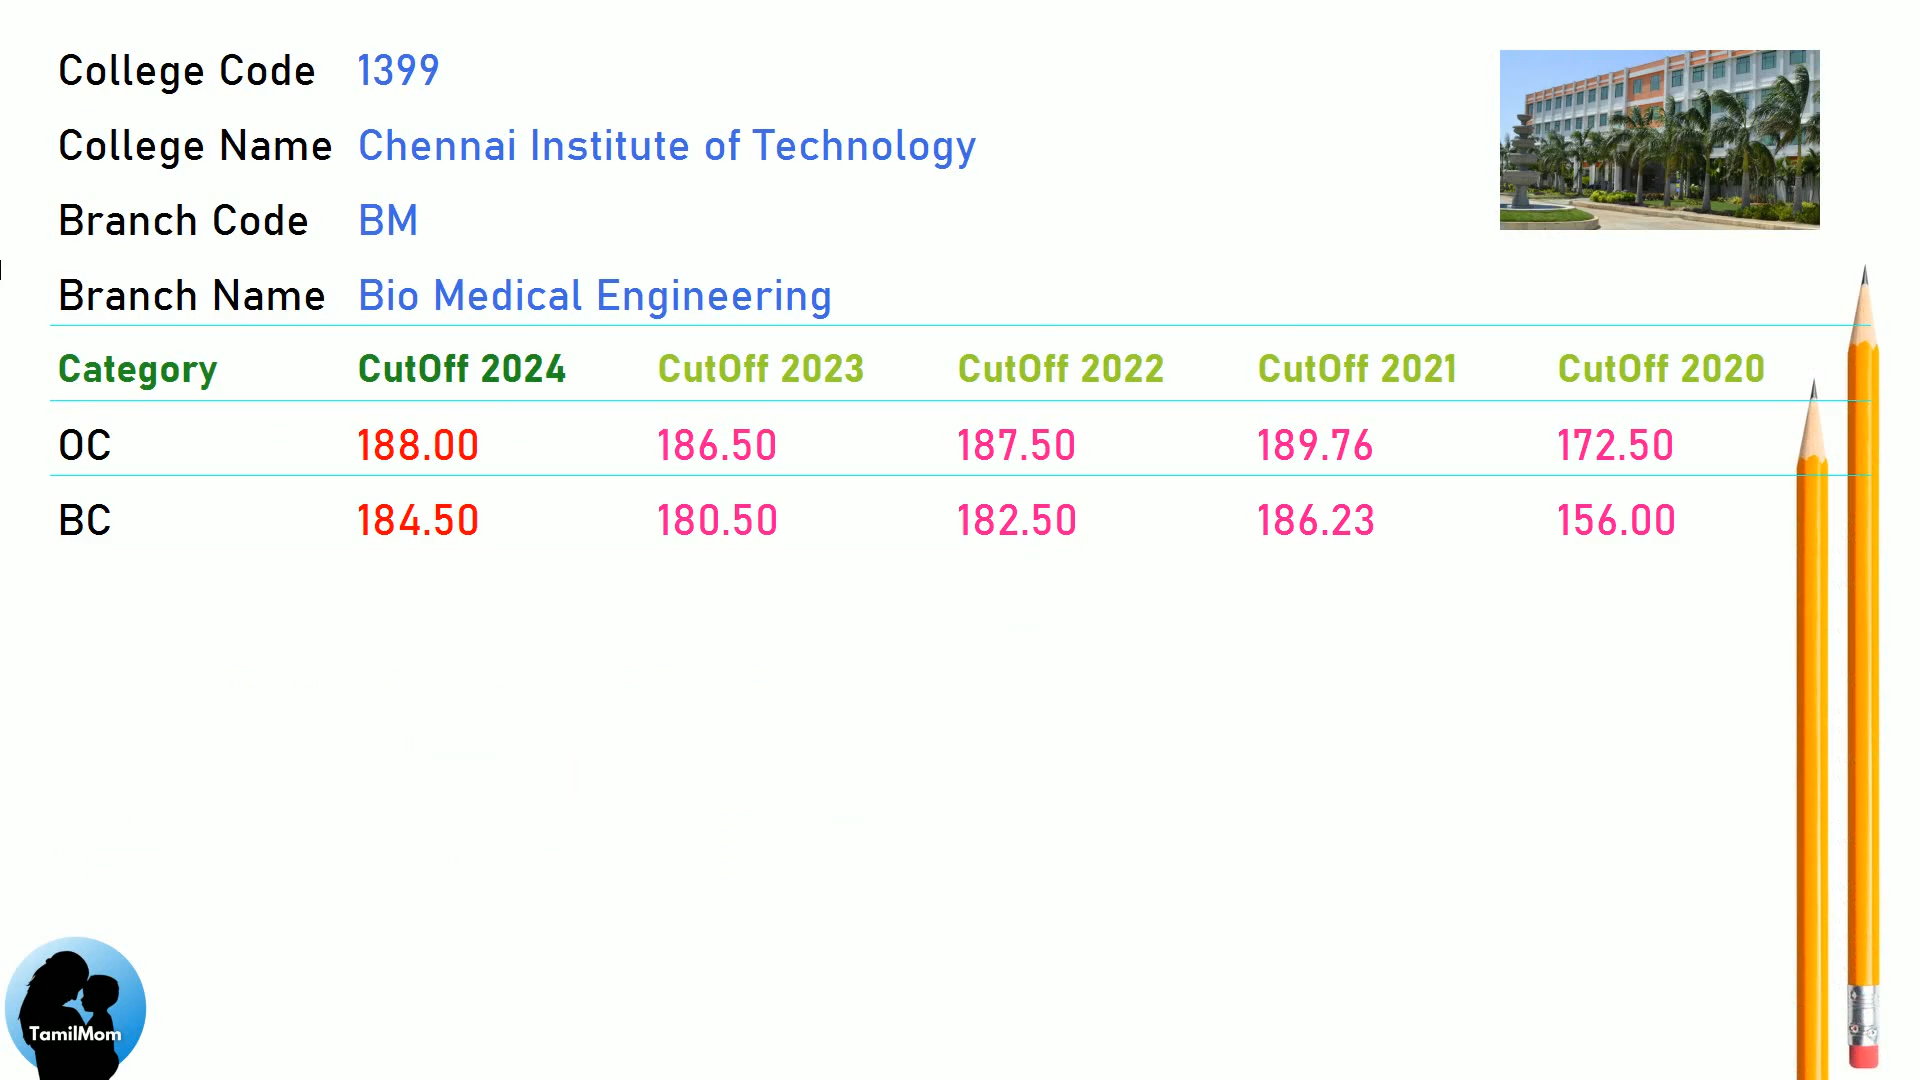 College Code 1399
College Name Chennai Institute of Technology
Branch Code BM
Branch Name Bio Medical Engineering
Category CutOff 2024 CutOff 2023 CutOff 2022 CutOff 2021 CutOff 2020
OC 188.00 186.50 187.50 189.76 172.50
BC 184.50 180.50 182.50 186.23 156.00
TamilMom